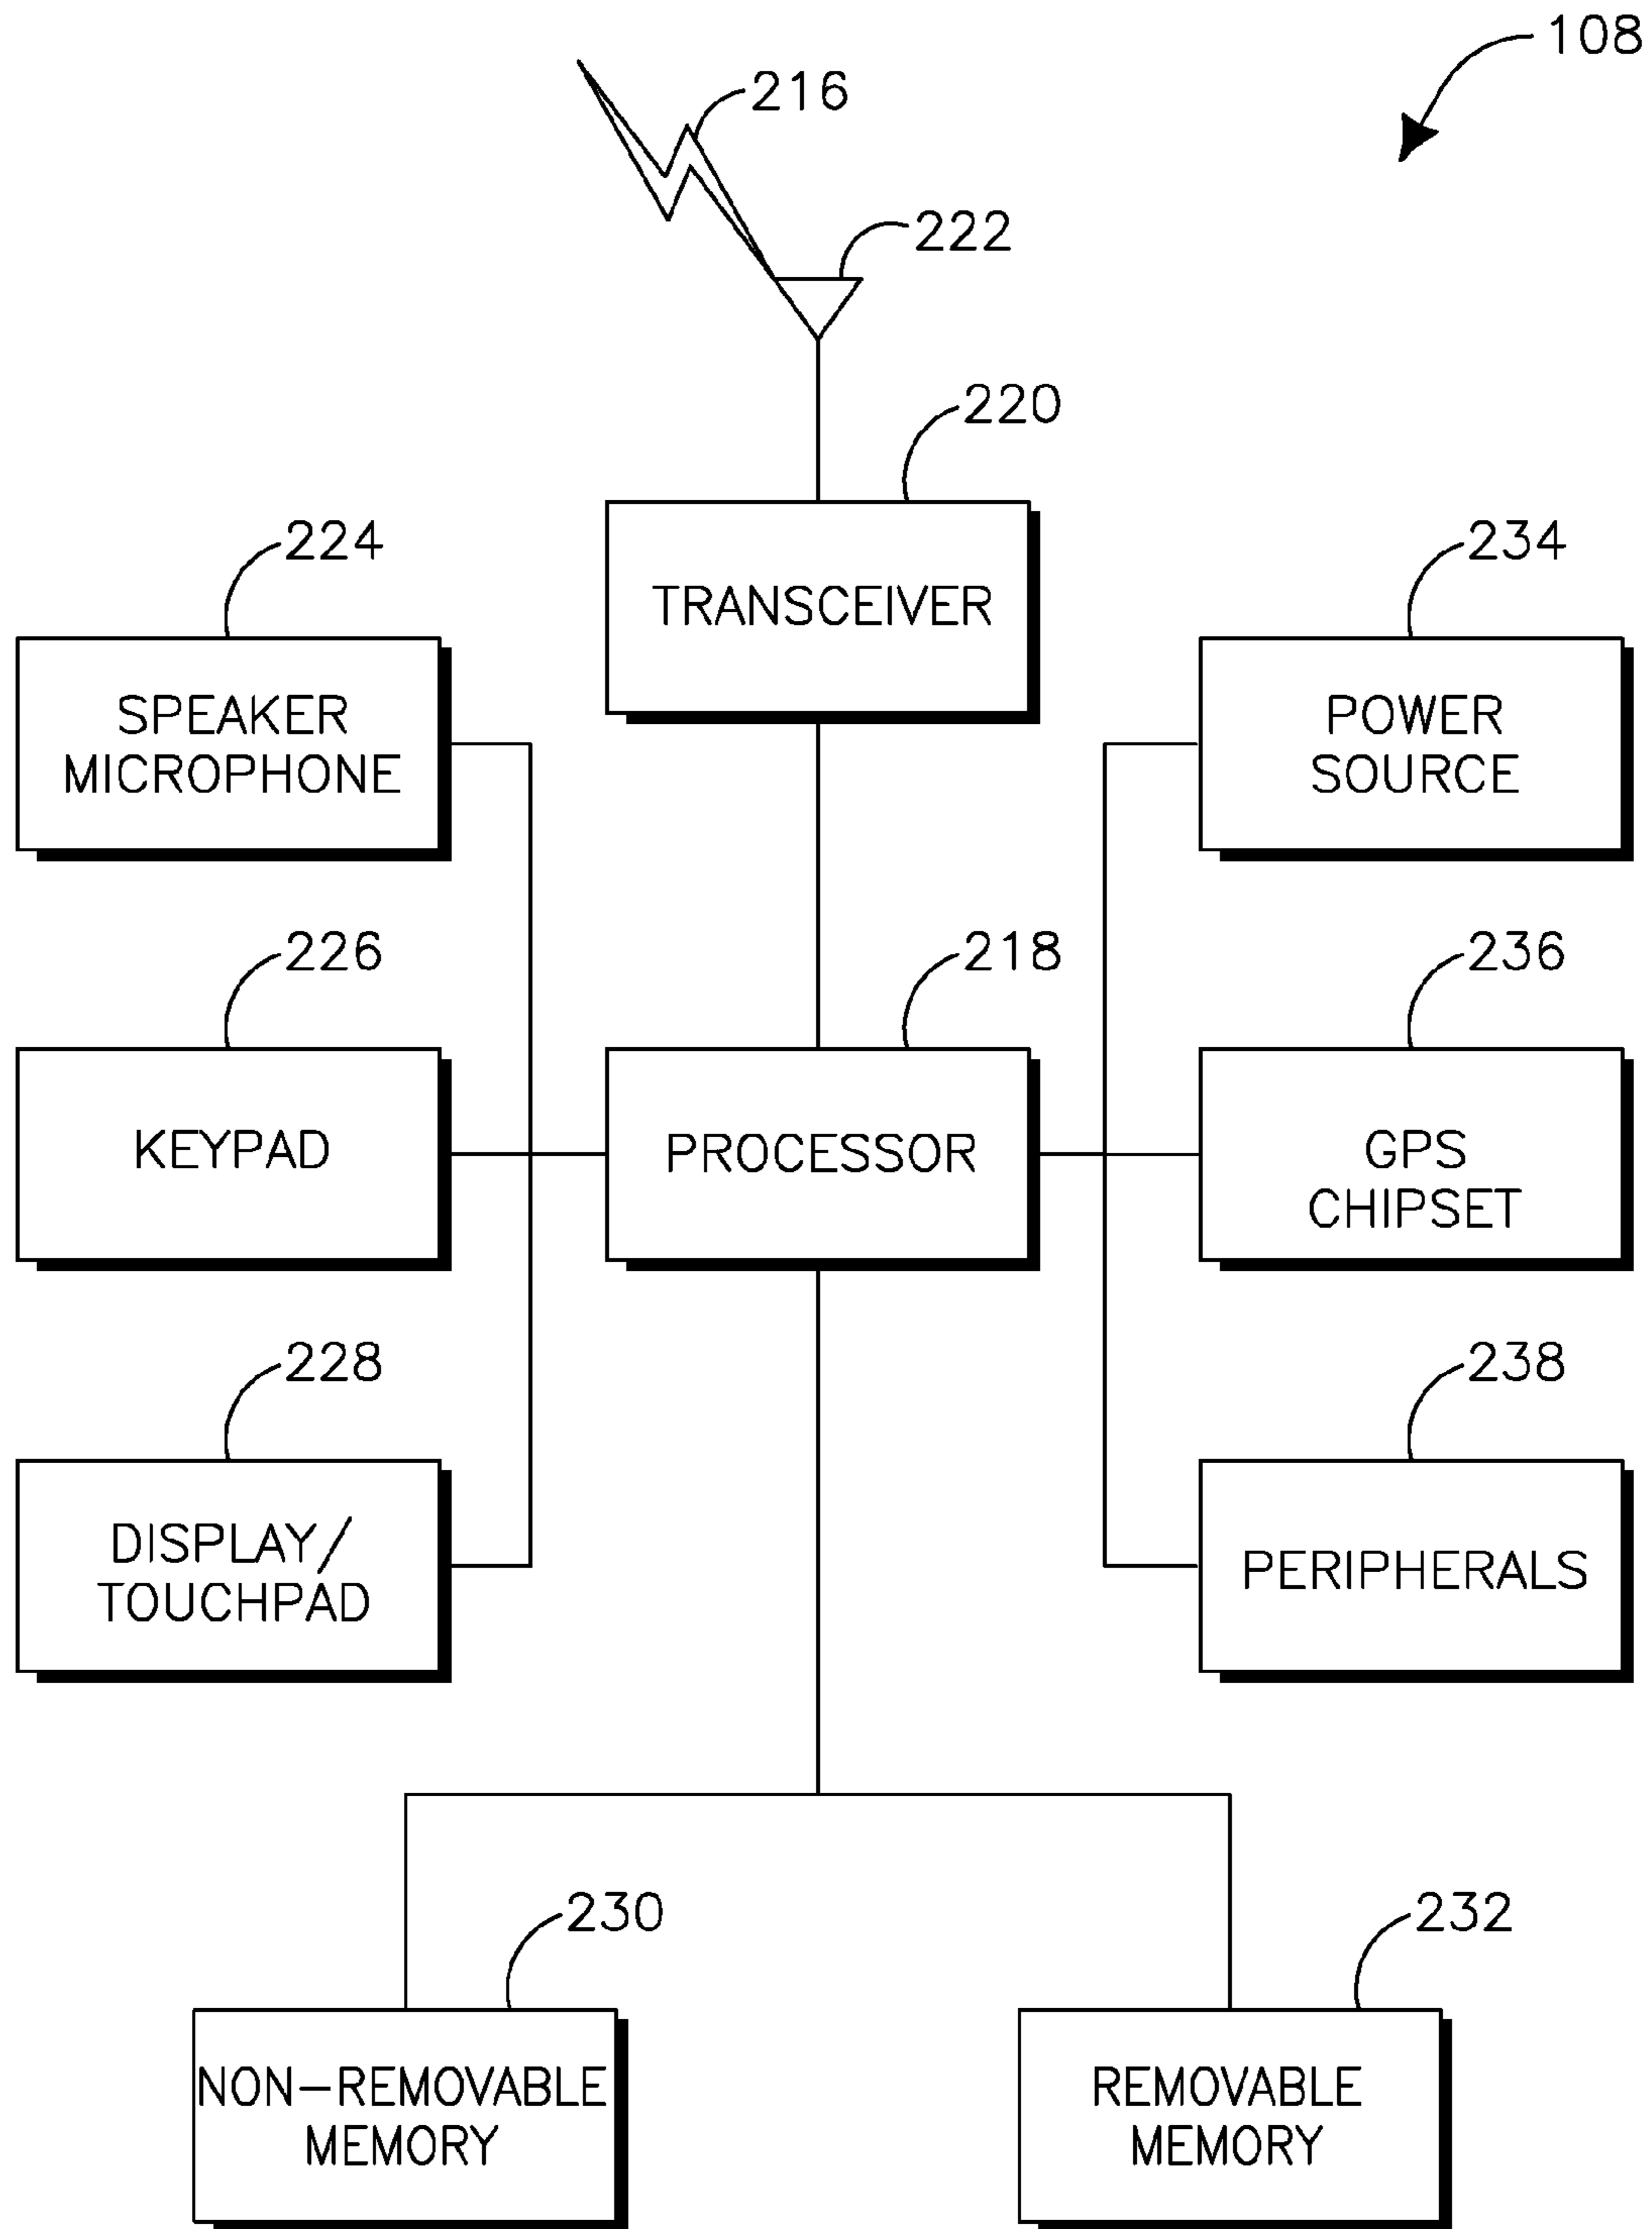 108
216
222
220
TRANSCEIVER
224
SPEAKER
MICROPHONE
234
POWER
SOURCE
226
KEYPAD
218
PROCESSOR
236
GPS
CHIPSET
228
DISPLAY/
TOUCHPAD
238
PERIPHERALS
230
NON-REMOVABLE
MEMORY
232
REMOVABLE
MEMORY